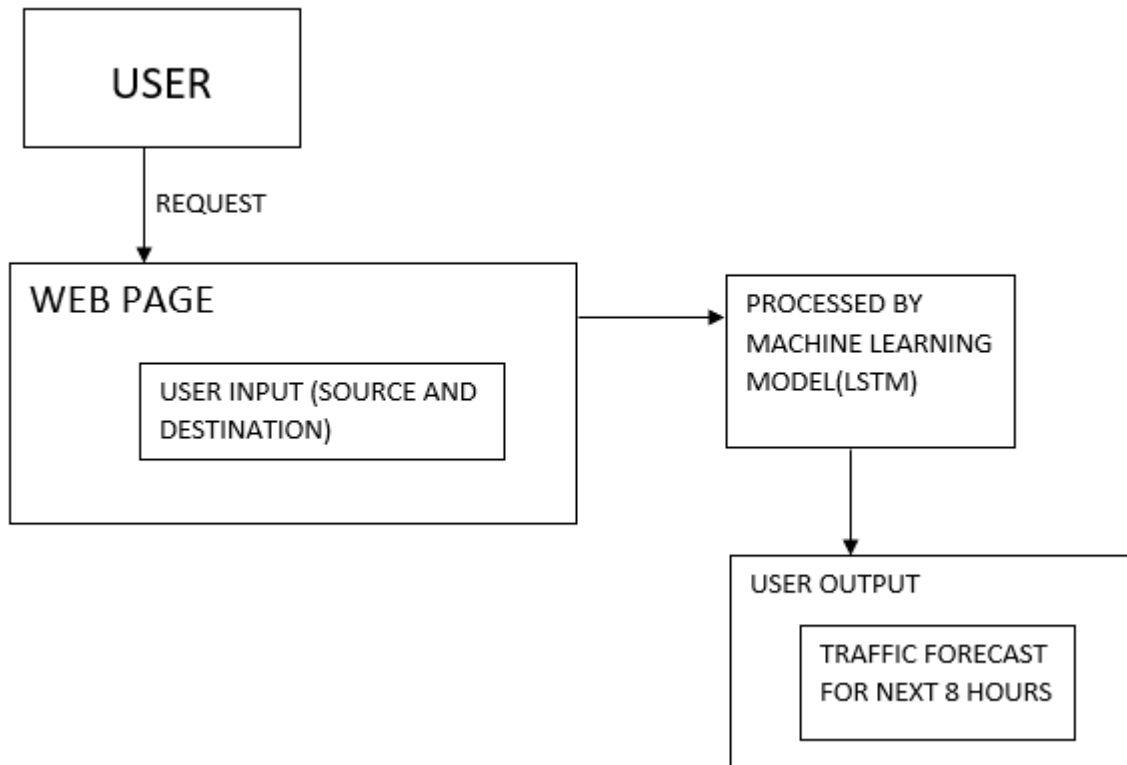 USER
REQUEST
WEB PAGE
USER INPUT (SOURCE AND
DESTINATION)
PROCESSED BY
MACHINE LEARNING
MODEL(LSTM)
USER OUTPUT
TRAFFIC FORECAST
FOR NEXT 8 HOURS